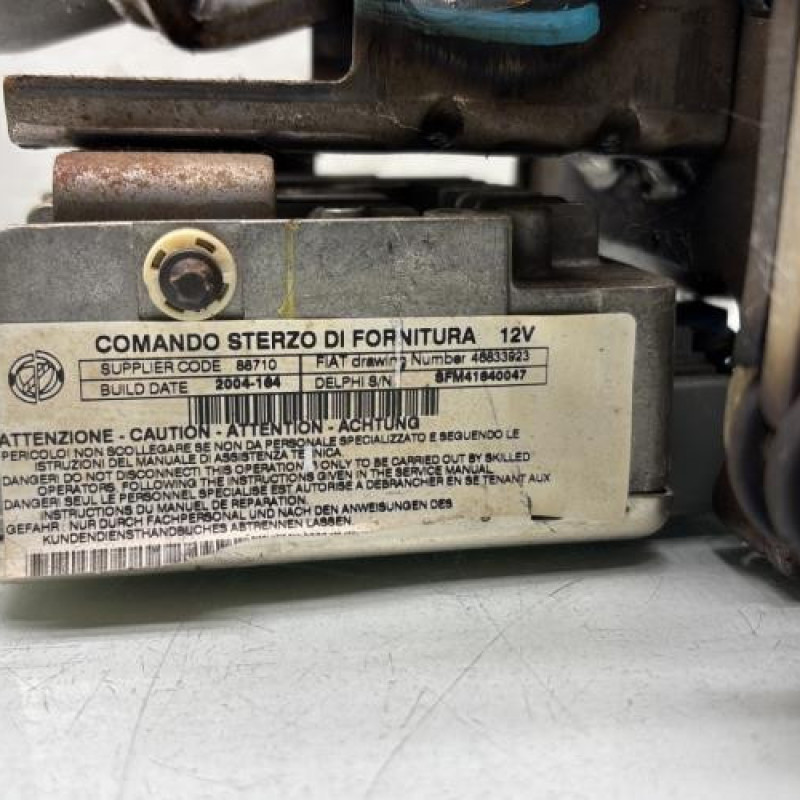 COMANDO STERZO DI FORNITURA 12V
SUPPLIER CODE 86710 FIAT drawing Number 46833923
BUILD DATE 2004-164 DELPHI S/N SFM41640047
ATTENZIONE - CAUTION - ATTENTION - ACHTUNG
PERICOLO! NON SCOLLEGARE SE NON DA PERSONALE SPECIALIZZATO E SEGUENDO LE
ISTRUZIONI DEL MANUALE DI ASSISTENZA TECNICA
DANGER! DO NOT DISCONNECT! THIS OPERATION ONLY TO BE CARRIED OUT BY SKILLED
OPERATORS, FOLLOWING THE INSTRUCTIONS GIVEN IN THE SERVICE MANUAL
DANGER! SEUL LE PERSONNEL SPECIALISE EST AUTORISE A DEBRANCHER EN SE TENANT AUX
INSTRUCTIONS DU MANUEL DE REPARATION.
GEFAHR! NUR DURCH FACHPERSONAL UND NACH DEN ANWEISUNGEN DES
KUNDENDIENSTHANDBUCHES ABTRENNEN LASSEN